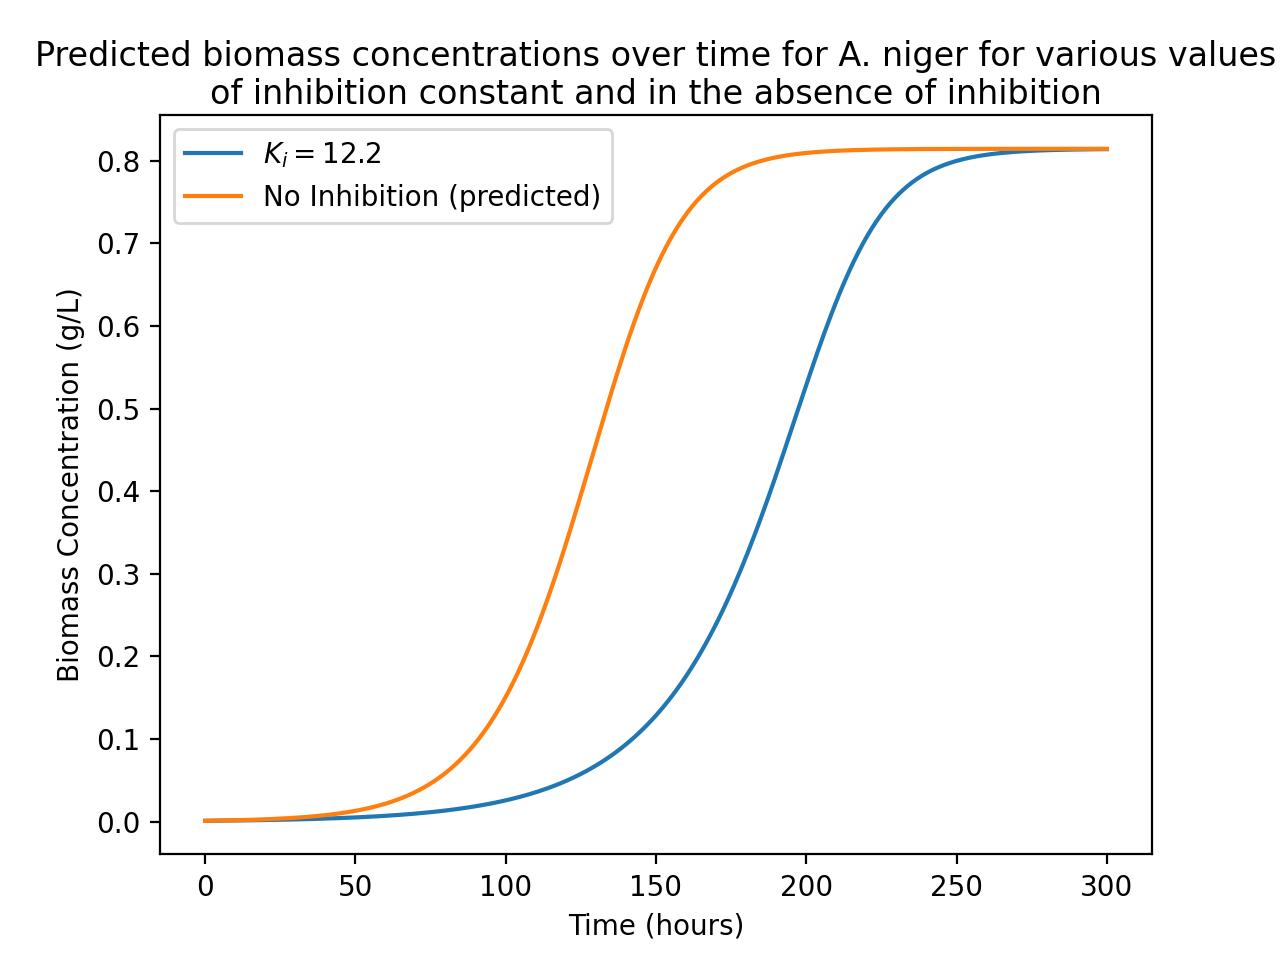 Predicted biomass concentrations over time for A. niger for various values
of inhibition constant and in the absence of inhibition
K_i = 12.2
No Inhibition (predicted)
Biomass Concentration (g/L)
0.8
0.7
0.6
0.5
0.4
0.3
0.2
0.1
0.0
0 50 100 150 200 250 300
Time (hours)